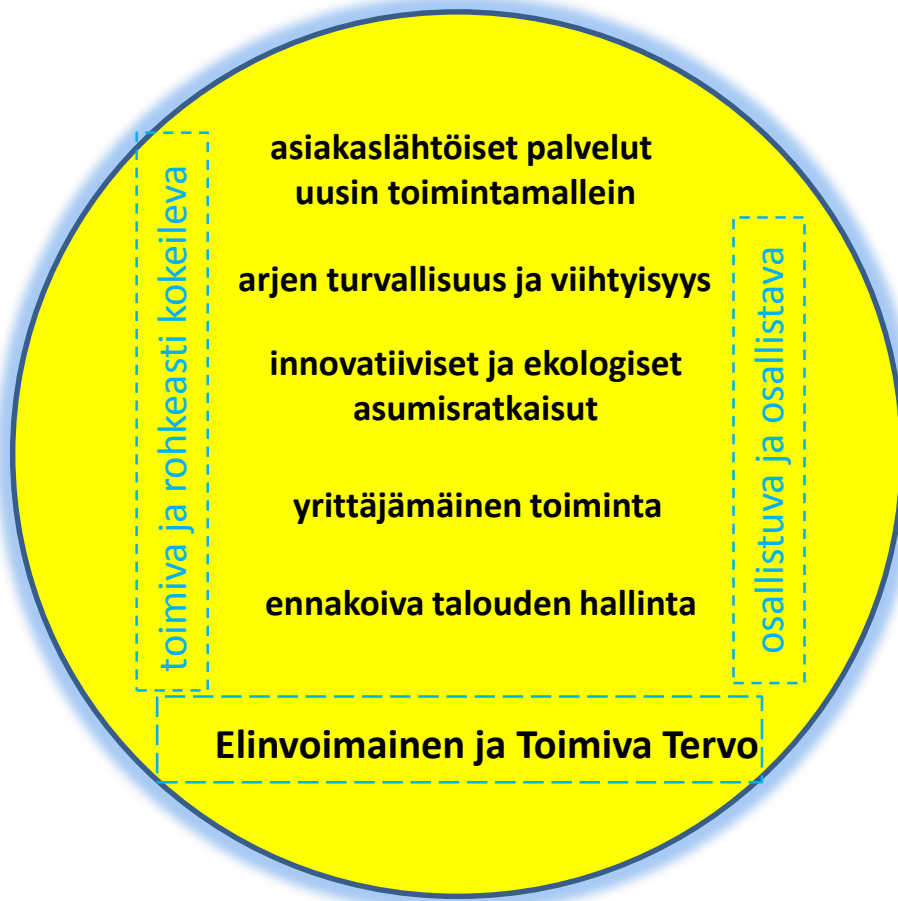 asiakaslähtöiset palvelut
uusin toimintamallein
toimiva ja rohkeasti kokeileva
arjen turvallisuus ja viihtyisyys
innovatiiviset ja ekologiset
asumisratkaisut
osallistuva ja osallistava
yrittäjämäinen toiminta
ennakoiva talouden hallinta
Elinvoimainen ja Toimiva Tervo